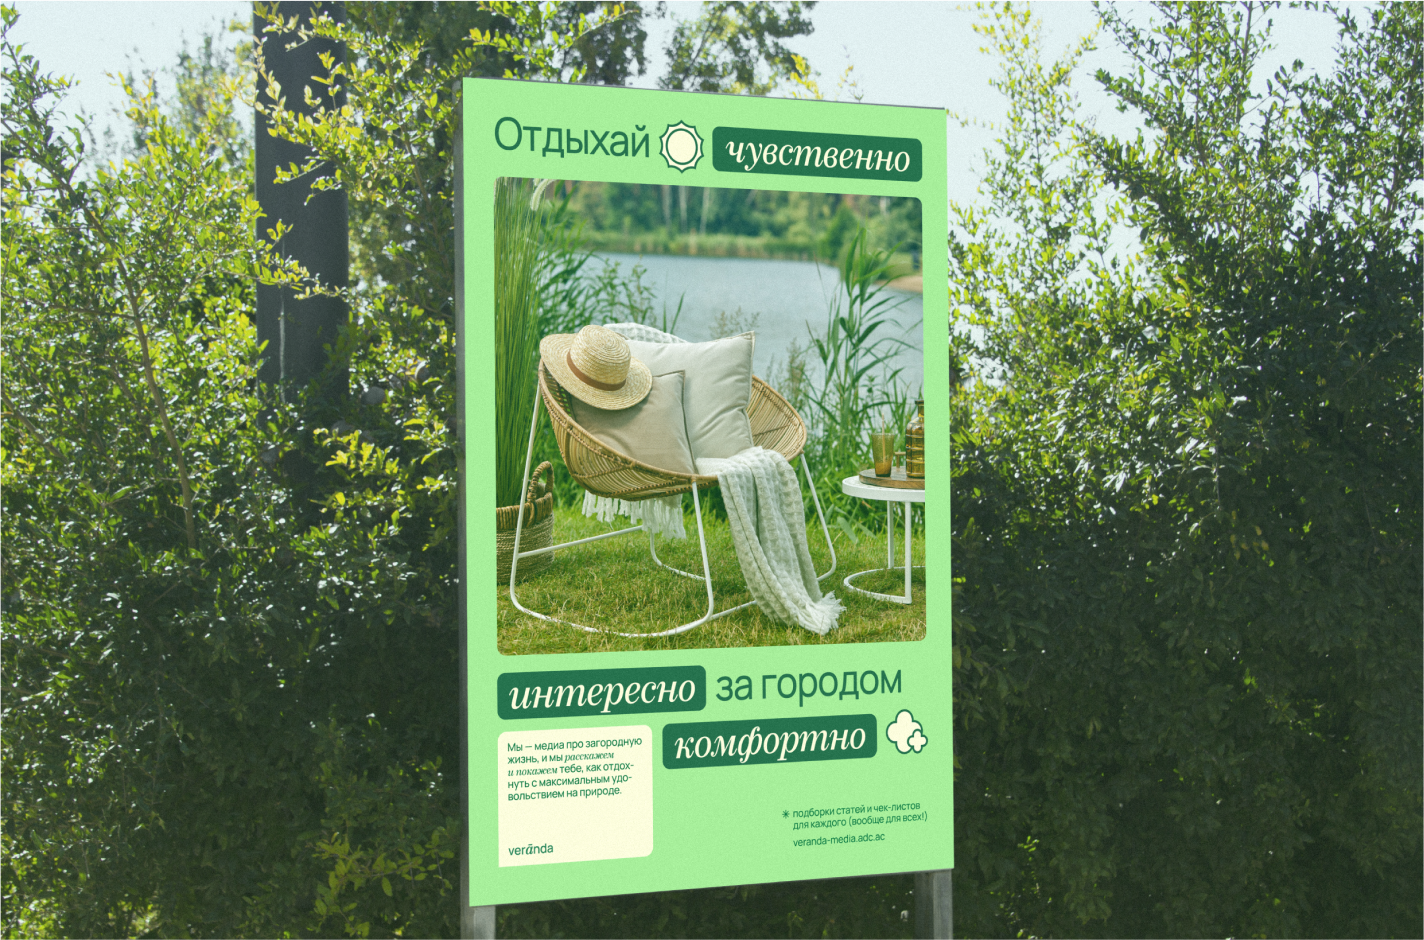 Отдыхай чувственно
интересно за городом
комфортно
Мы — медиа про загородную
жизнь, и мы расскажем
и покажем тебе, как отдох-
нуть с максимальным удо-
вольствием на природе.
verända
✳ подборки статей и чек-листов
для каждого (вообще для всех!)
veranda-media.adc.ac